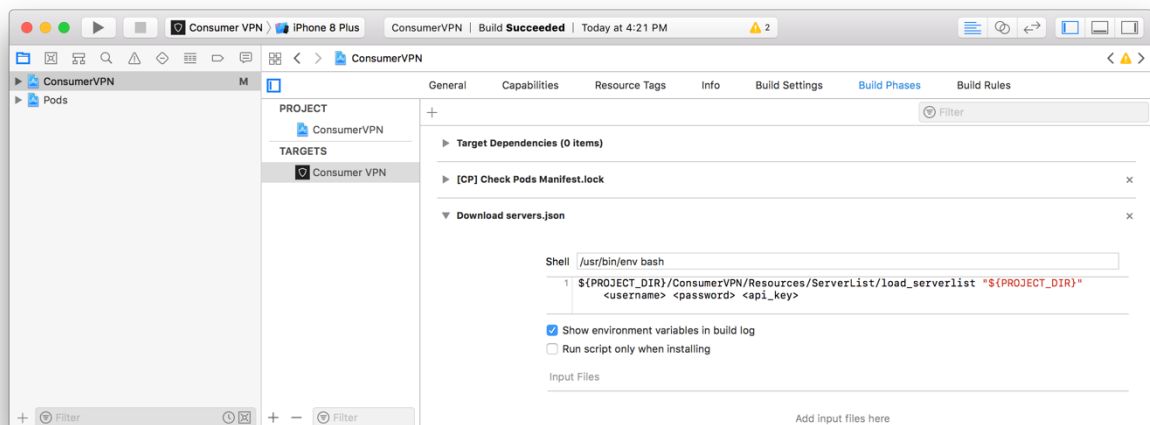 Consumer VPN iPhone 8 Plus ConsumerVPN | Build Succeeded | Today at 4:21 PM 2
ConsumerVPN
ConsumerVPN M
Pods
General Capabilities Resource Tags Info Build Settings Build Phases Build Rules
PROJECT
ConsumerVPN
TARGETS
Consumer VPN
Filter
Target Dependencies (0 items)
[CP] Check Pods Manifest.lock
Download servers.json
Shell /usr/bin/env bash
1 ${PROJECT_DIR}/ConsumerVPN/Resources/ServerList/load_serverlist "${PROJECT_DIR}"
<username> <password> <api_key>
Show environment variables in build log
Run script only when installing
Input Files
Add input files here
Filter
Filter